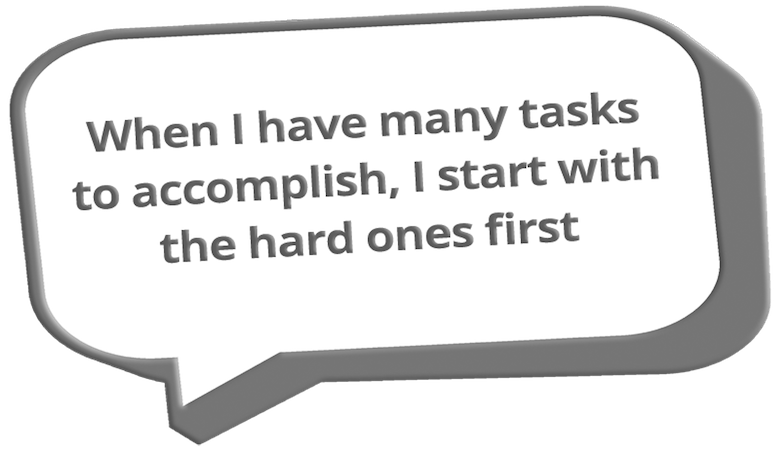 When I have many tasks
to accomplish, I start with
the hard ones first